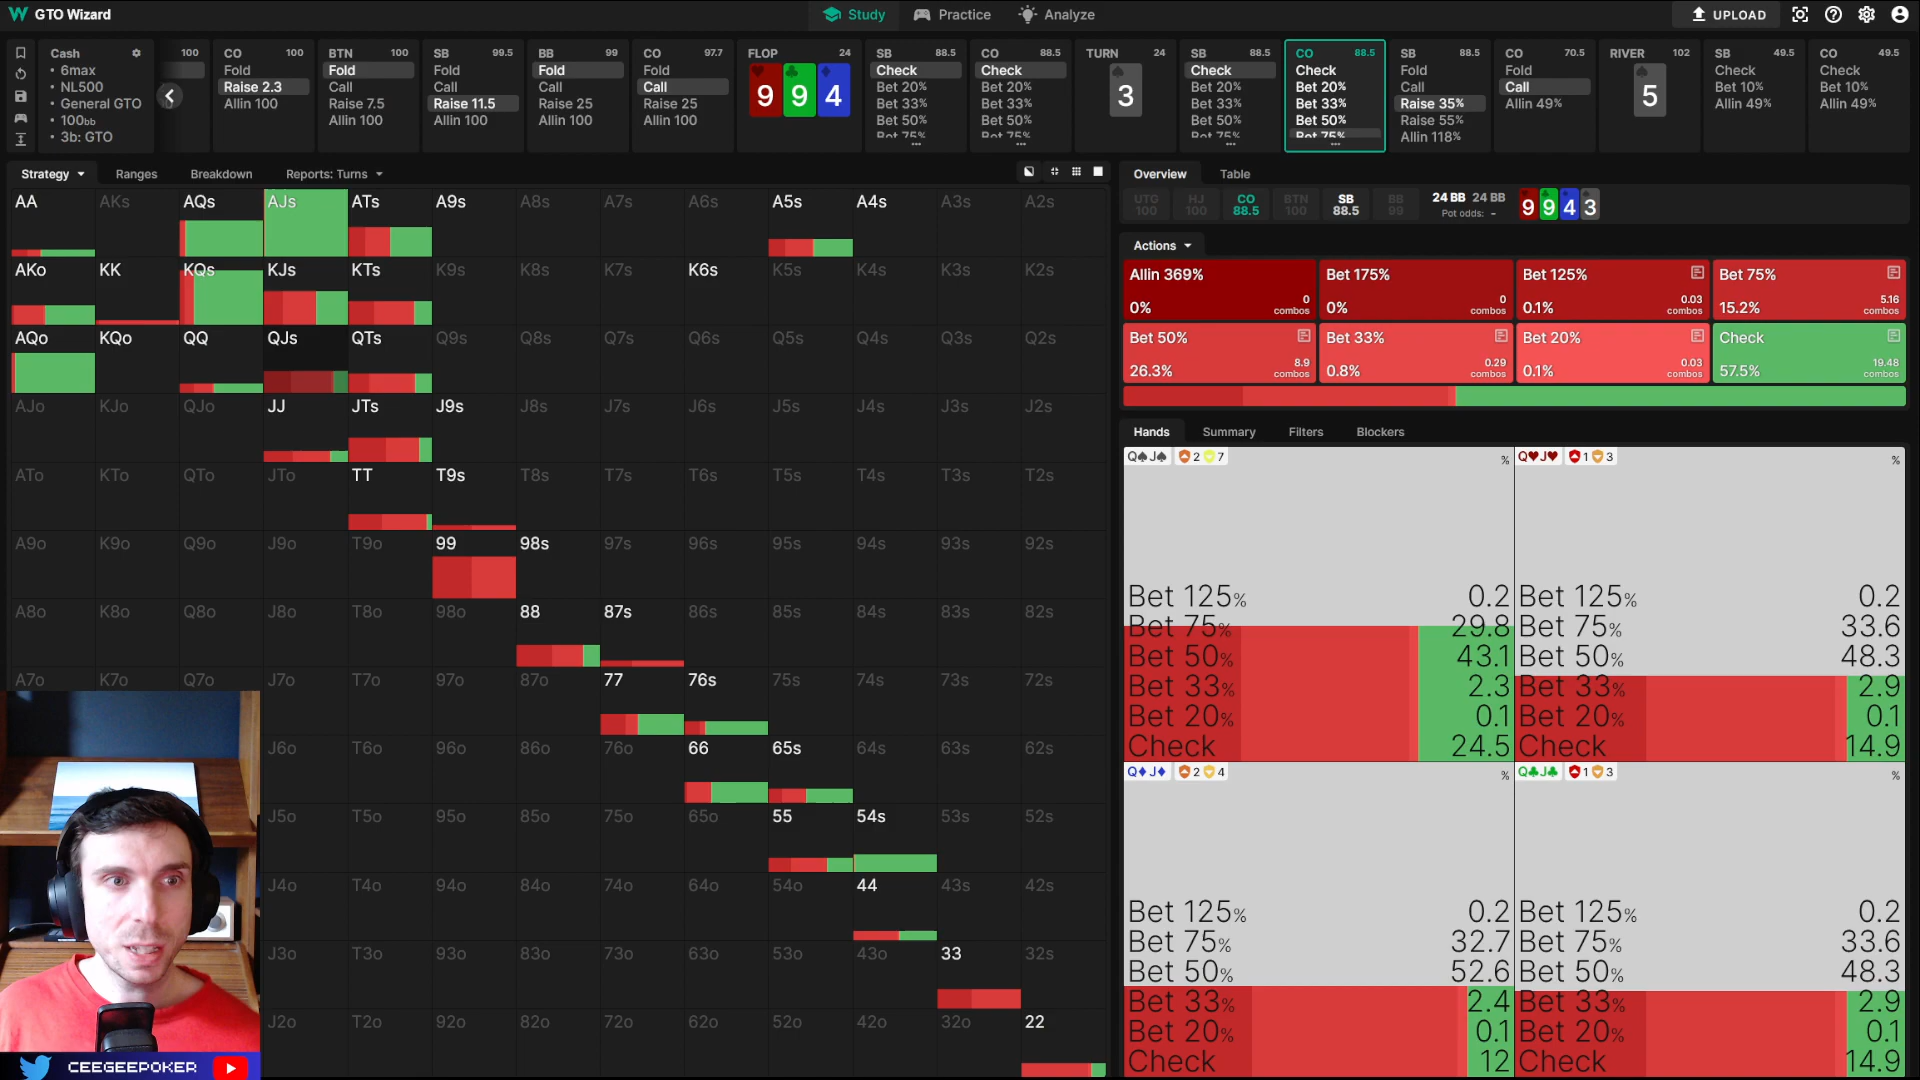 GTO Wizard
Study
Practice
Analyze
UPLOAD
Cash
6max
NL500
General GTO
100bb
3b: GTO
100
CO 100
Fold
Raise 2.3
Allin 100
BTN 100
Fold
Call
Raise 7.5
Allin 100
SB 99.5
Fold
Call
Raise 11.5
Allin 100
BB 99
Fold
Call
Raise 25
Allin 100
CO 97.7
Fold
Call
Raise 25
Allin 100
FLOP 24
9 9 4
SB 88.5
Check
Bet 20%
Bet 33%
Bet 50%
Bet 75%
CO 88.5
Check
Bet 20%
Bet 33%
Bet 50%
Bet 75%
TURN 24
3
SB 88.5
Check
Bet 20%
Bet 33%
Bet 50%
Bet 75%
CO 88.5
Check
Bet 20%
Bet 33%
Bet 50%
Bet 75%
SB 88.5
Fold
Call
Raise 35%
Raise 55%
Allin 118%
CO 70.5
Fold
Call
Allin 49%
RIVER 102
5
SB 49.5
Check
Bet 10%
Allin 49%
CO 49.5
Check
Bet 10%
Allin 49%
Strategy
Ranges
Breakdown
Reports: Turns
AA AKs AQs AJs ATs A9s A8s A7s A6s A5s A4s A3s A2s
AKo KK KQs KJs KTs K9s K8s K7s K6s K5s K4s K3s K2s
AQo KQo QQ QJs QTs Q9s Q8s Q7s Q6s Q5s Q4s Q3s Q2s
AJo KJo QJo JJ JTs J9s J8s J7s J6s J5s J4s J3s J2s
ATo KTo QTo JTo TT T9s T8s T7s T6s T5s T4s T3s T2s
A9o K9o Q9o J9o T9o 99 98s 97s 96s 95s 94s 93s 92s
A8o K8o Q8o J8o T8o 98o 88 87s 86s 85s 84s 83s 82s
A7o K7o Q7o J7o T7o 97o 87o 77 76s 75s 74s 73s 72s
J6o T6o 96o 86o 76o 66 65s 64s 63s 62s
J5o T5o 95o 85o 75o 65o 55 54s 53s 52s
J4o T4o 94o 84o 74o 64o 54o 44 43s 42s
J3o T3o 93o 83o 73o 63o 53o 43o 33 32s
J2o T2o 92o 82o 72o 62o 52o 42o 32o 22
CEEGEEPOKER
Overview
Table
UTG 100
HJ 100
CO 88.5
BTN 100
SB 88.5
BB 99
24 BB 24 BB
Pot odds: -
9 9 4 3
Actions
Allin 369%
0%
0 combos
Bet 175%
0%
0 combos
Bet 125%
0.1%
0.03 combos
Bet 75%
15.2%
5.16 combos
Bet 50%
26.3%
8.9 combos
Bet 33%
0.8%
0.29 combos
Bet 20%
0.1%
0.03 combos
Check
57.5%
19.48 combos
Hands
Summary
Filters
Blockers
Q♠J♠ 2 7 %
Bet 125% 0.2
Bet 75% 29.8
Bet 50% 43.1
Bet 33% 2.3
Bet 20% 0.1
Check 24.5
Q♥J♥ 1 3 %
Bet 125% 0.2
Bet 75% 33.6
Bet 50% 48.3
Bet 33% 2.9
Bet 20% 0.1
Check 14.9
Q♦J♦ 2 4 %
Bet 125% 0.2
Bet 75% 32.7
Bet 50% 52.6
Bet 33% 2.4
Bet 20% 0.1
Check 12
Q♣J♣ 1 3 %
Bet 125% 0.2
Bet 75% 33.6
Bet 50% 48.3
Bet 33% 2.9
Bet 20% 0.1
Check 14.9